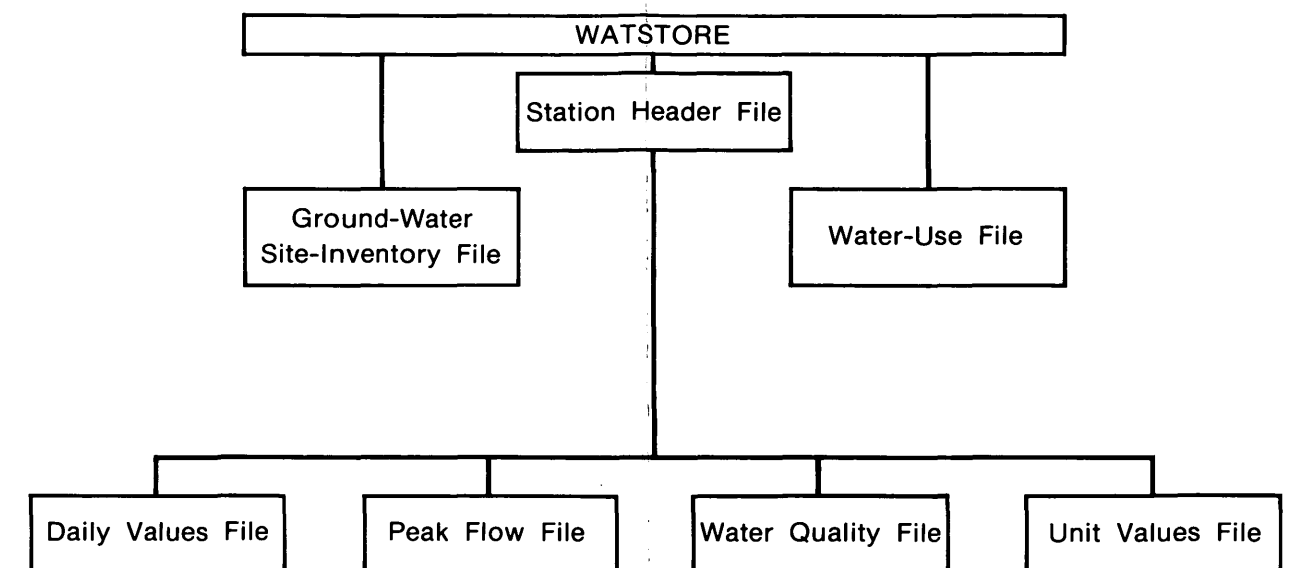 WATSTORE
Station Header File
Ground-Water
Site-Inventory File
Water-Use File
Daily Values File
Peak Flow File
Water Quality File
Unit Values File